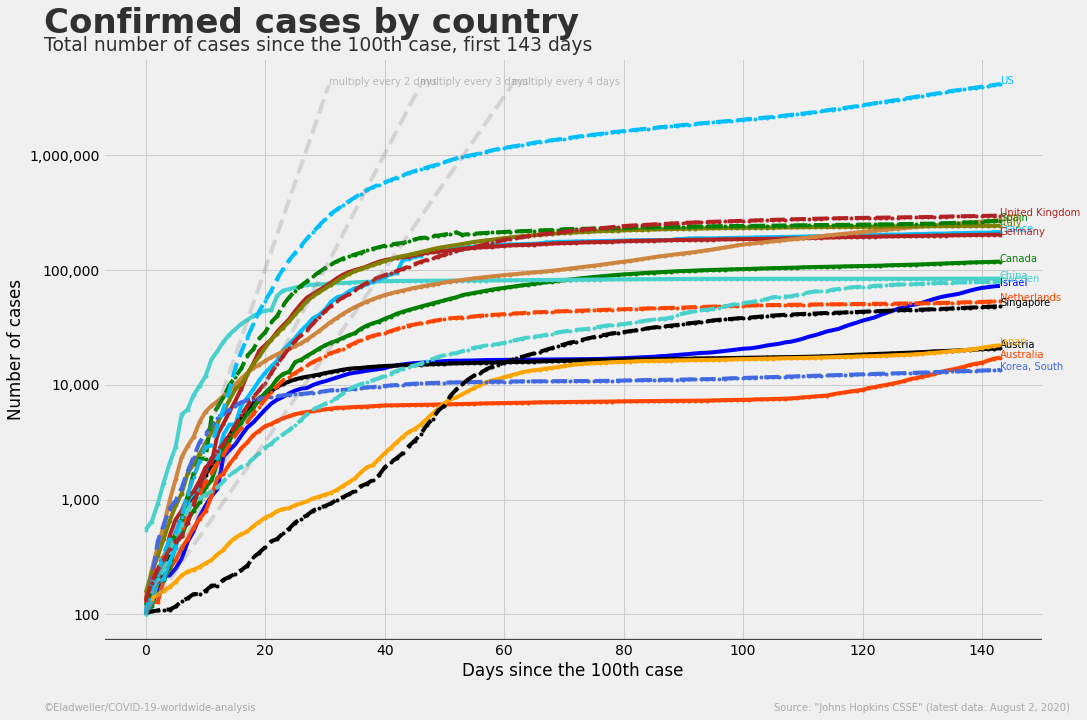 Confirmed cases by country
Total number of cases since the 100th case, first 143 days
multiply every 2 days
multiply every 3 days
multiply every 4 days
US
1,000,000
United Kingdom
Spain
Germany
Canada
100,000
China
Israel
Netherlands
Singapore
Austria
Australia
Korea, South
10,000
1,000
100
Number of cases
0 20 40 60 80 100 120 140
Days since the 100th case
©Eladweller/COVID-19-worldwide-analysis
Source: "Johns Hopkins CSSE" (latest data: August 2, 2020)